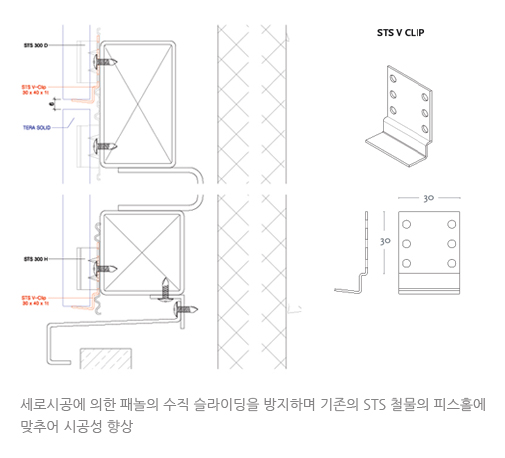 STS V CLIP
STS 300 D
STS V-Clip
30 x 40 x 1t
6
TERA SOLID
STS 300 H
STS V-Clip
30 x 40 x 1t
30
30
세로시공에 의한 패놀의 수직 슬라이딩을 방지하며 기존의 STS 철물의 피스홀에
맞추어 시공성 향상